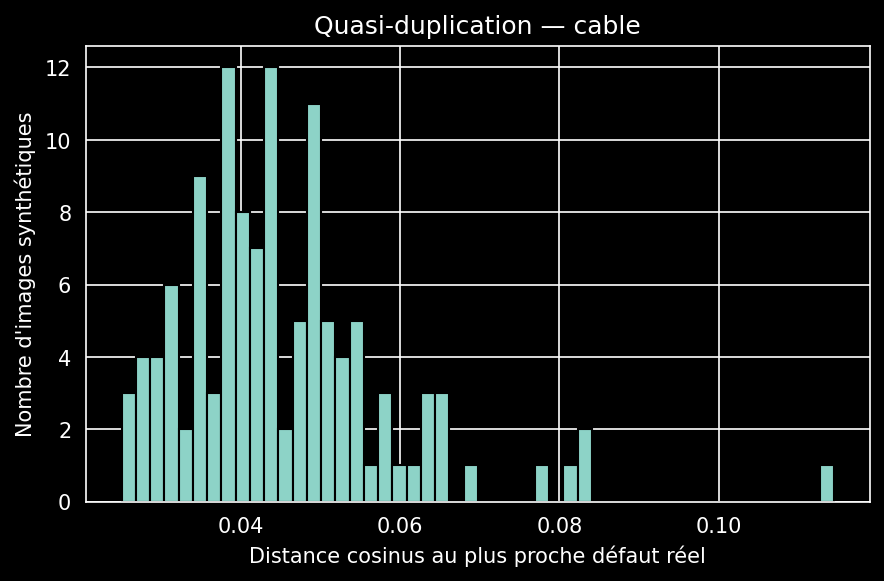 Quasi-duplication — cable
Nombre d'images synthétiques
12
10
8
6
4
2
0
0.04 0.06 0.08 0.10
Distance cosinus au plus proche défaut réel